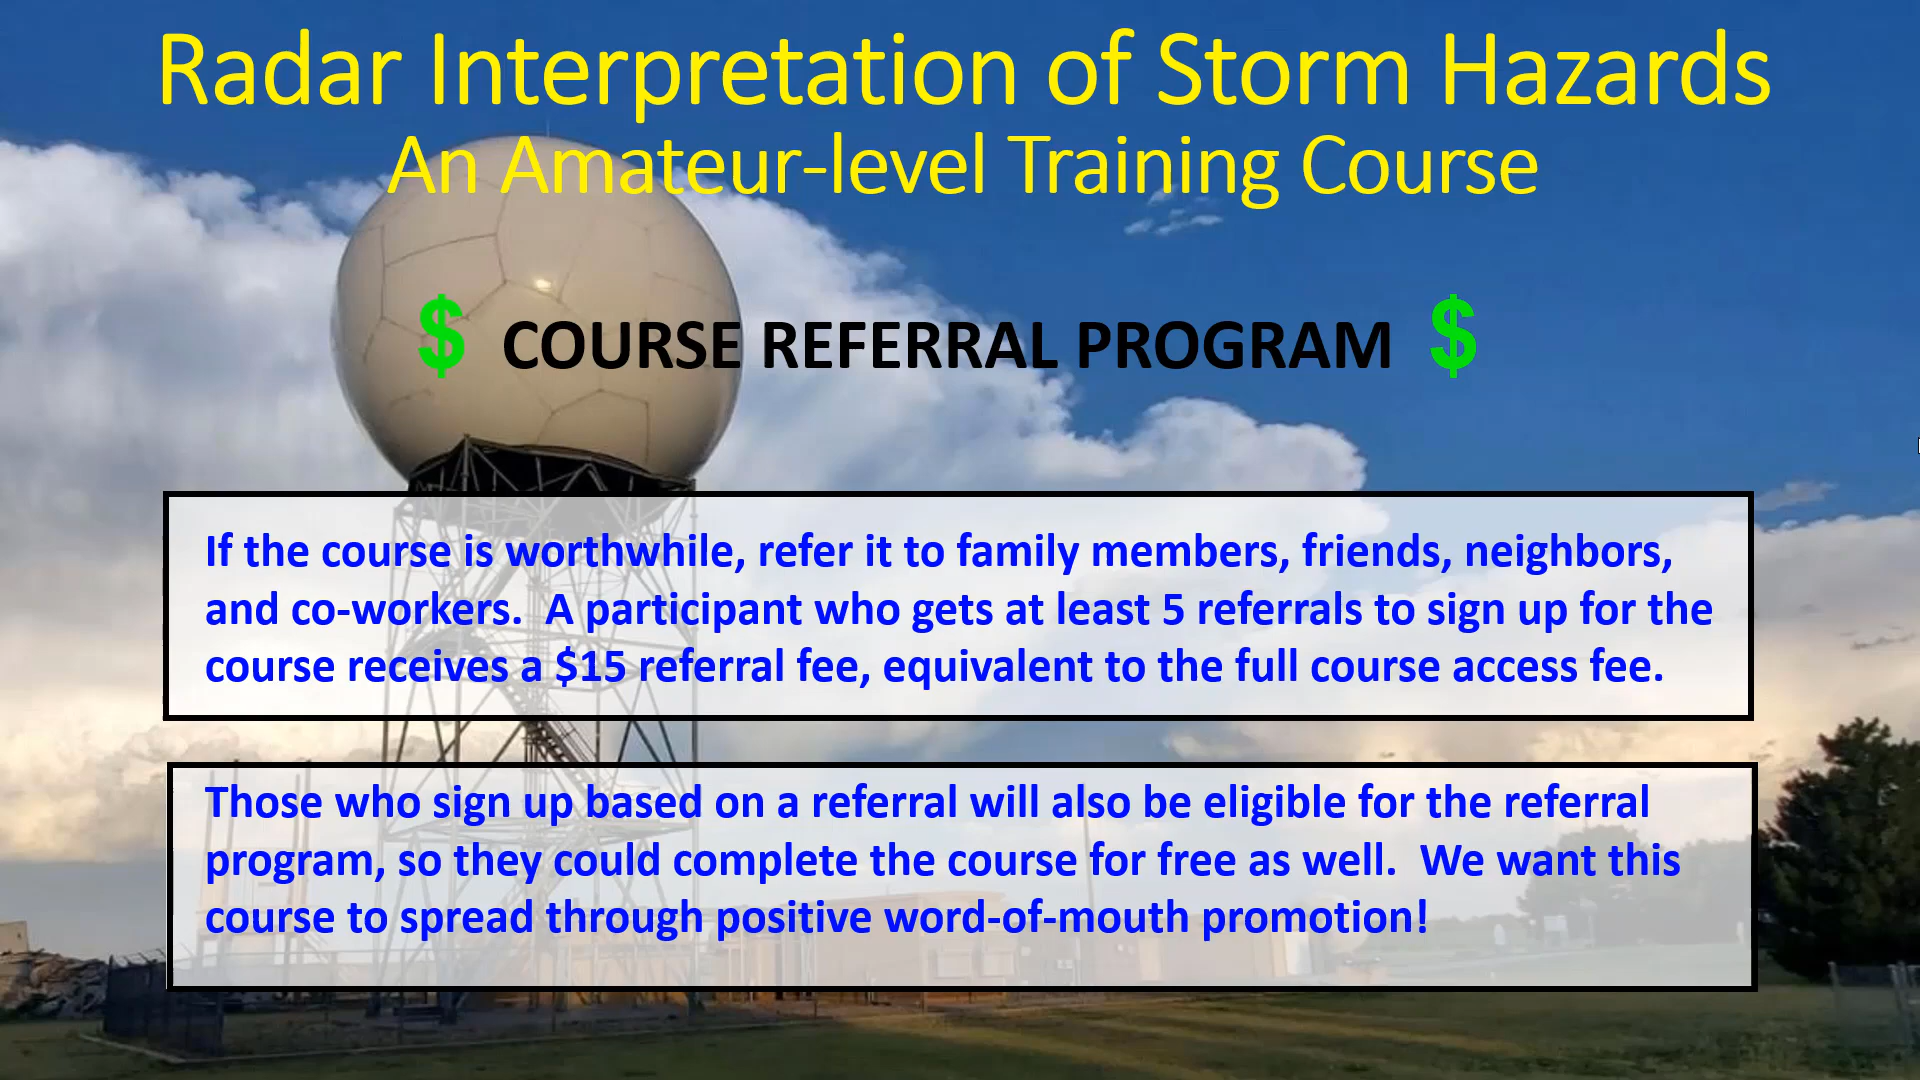 Radar Interpretation of Storm Hazards
An Amateur-level Training Course
$ COURSE REFERRAL PROGRAM $
If the course is worthwhile, refer it to family members, friends, neighbors,
and co-workers.  A participant who gets at least 5 referrals to sign up for the
course receives a $15 referral fee, equivalent to the full course access fee.
Those who sign up based on a referral will also be eligible for the referral
program, so they could complete the course for free as well.  We want this
course to spread through positive word-of-mouth promotion!